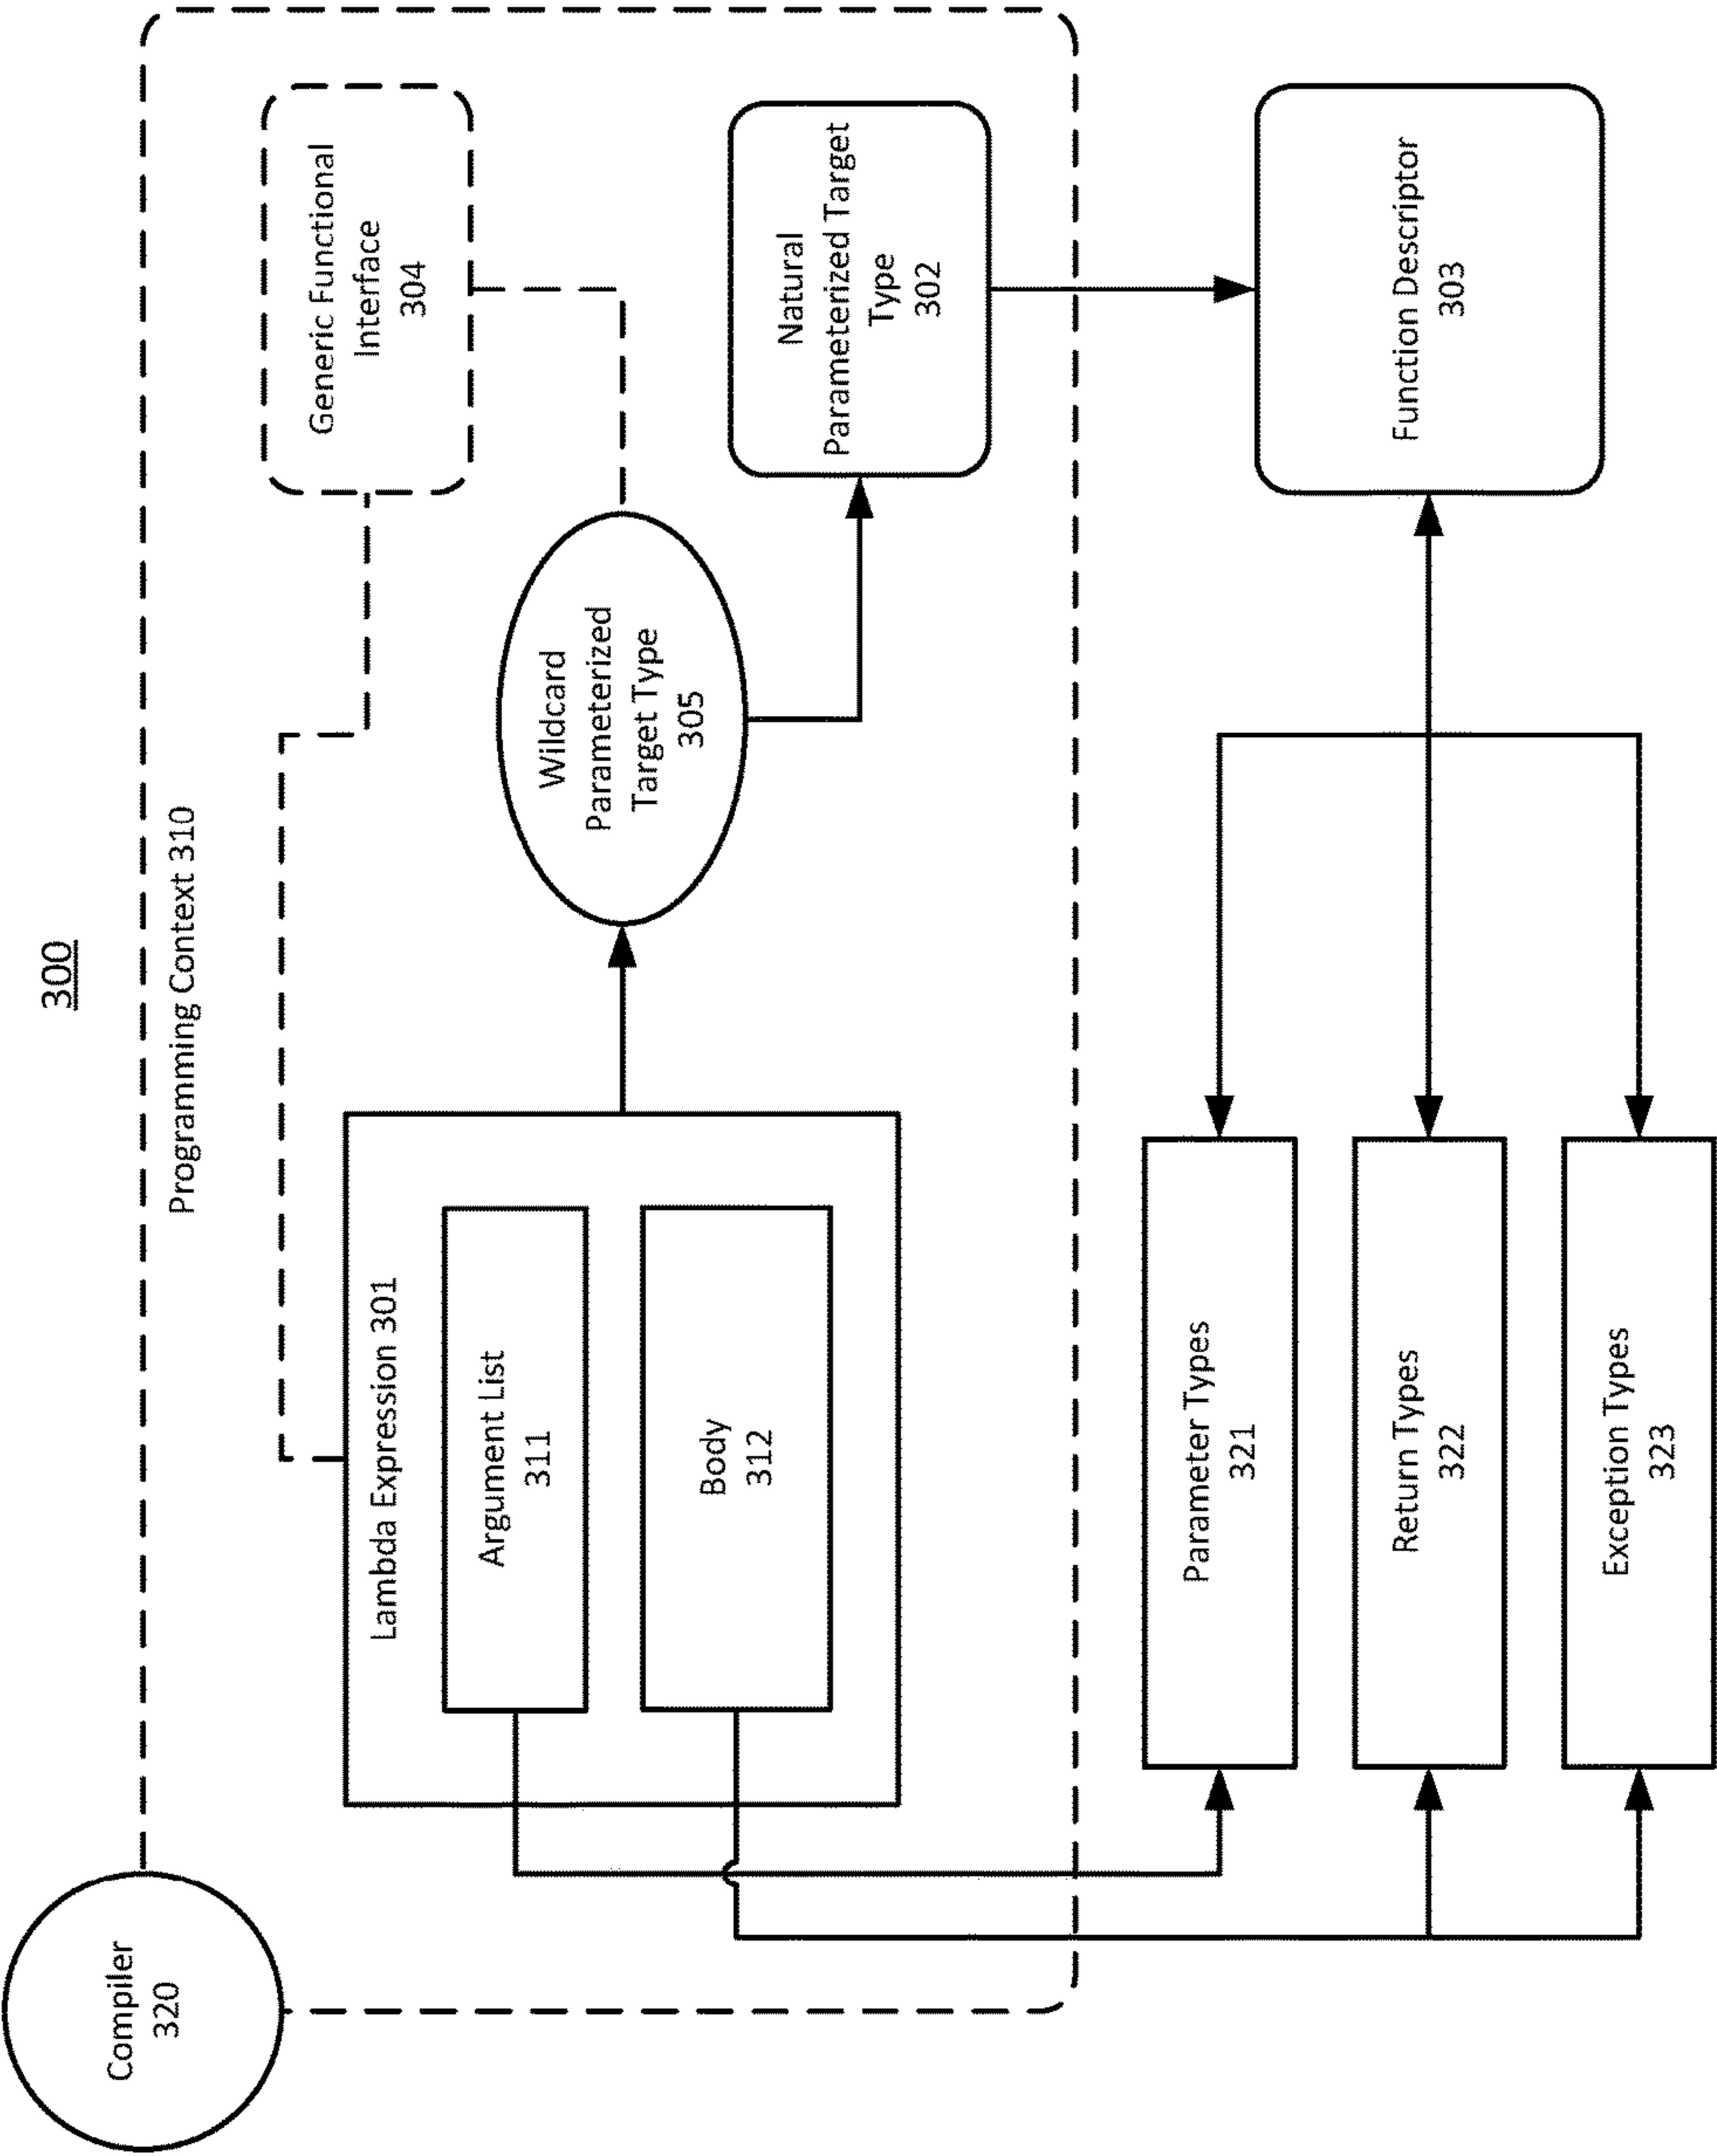 300
Compiler
320
Programming Context 310
Lambda Expression 301
Argument List
311
Body
312
Wildcard
Parameterized
Target Type
305
Generic Functional
Interface
304
Natural
Parameterized Target
Type
302
Parameter Types
321
Return Types
322
Exception Types
323
Function Descriptor
303